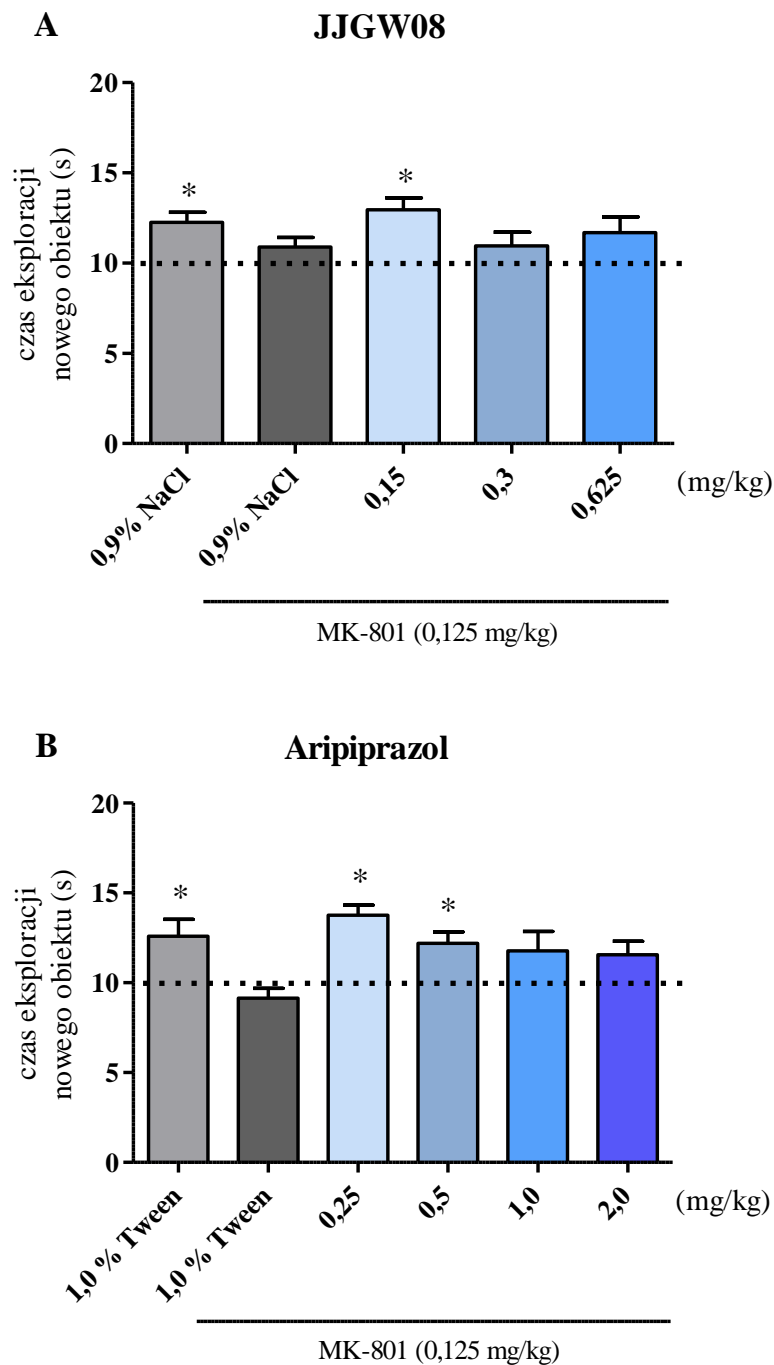 A
JJGW08
20
15
10
5
0
czas eksploracji
nowego obiektu (s)
*
*
0,9% NaCl
0,9% NaCl
0,15
0,3
0,625
(mg/kg)
MK-801 (0,125 mg/kg)
B
Aripiprazol
20
15
10
5
0
czas eksploracji
nowego obiektu (s)
*
*
*
1,0 % Tween
1,0 % Tween
0,25
0,5
1,0
2,0
(mg/kg)
MK-801 (0,125 mg/kg)